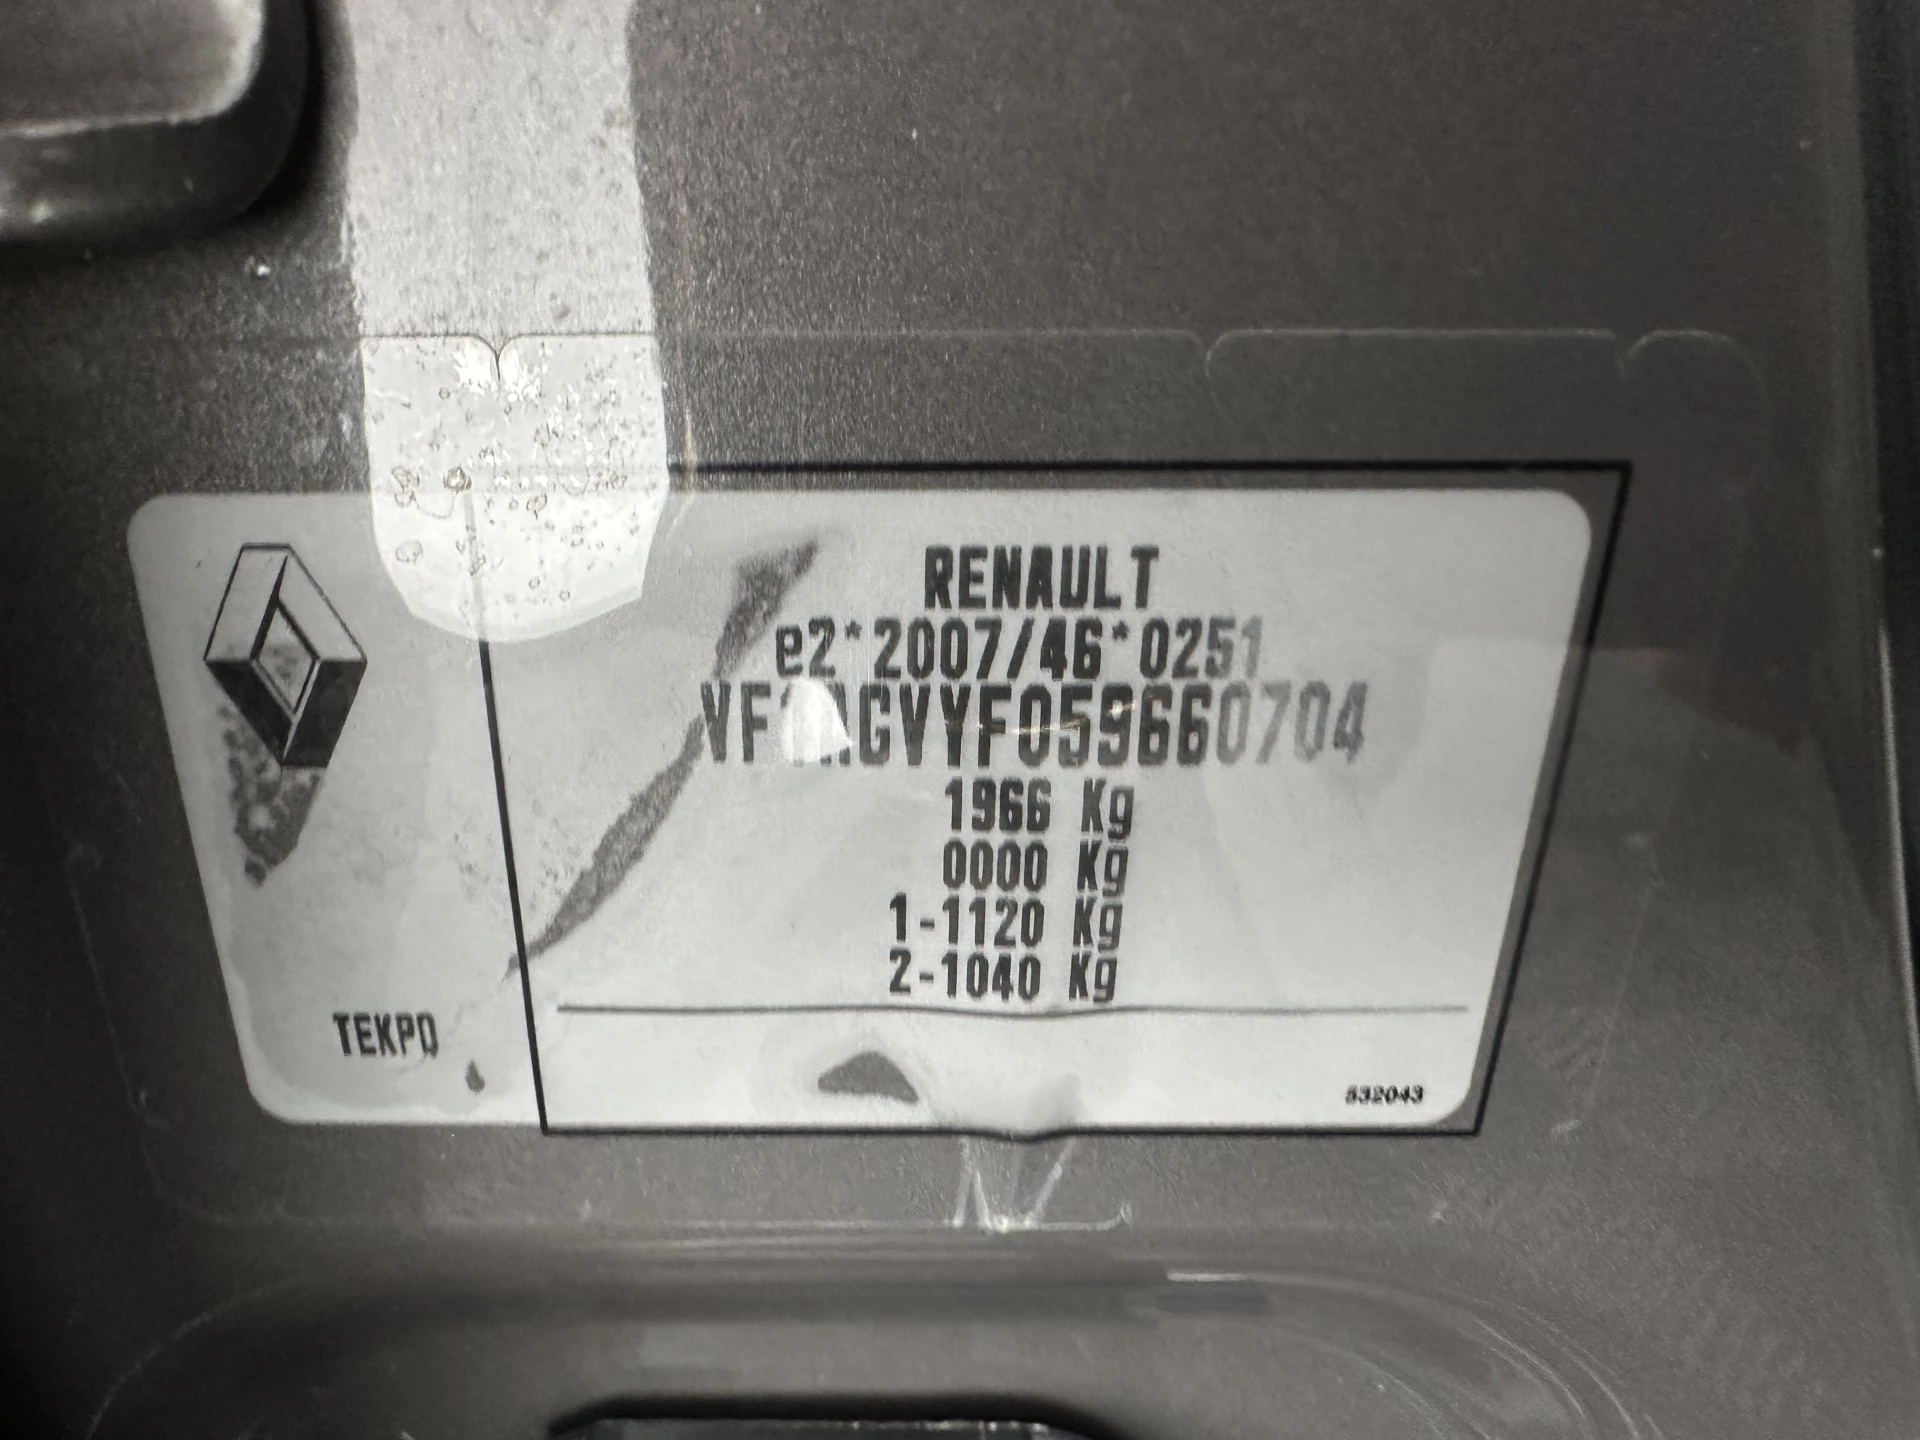 RENAULT
e2*2007/46*0251
1966 Kg
0000 Kg
1-1120 Kg
2-1040 Kg
TEKPD
532043